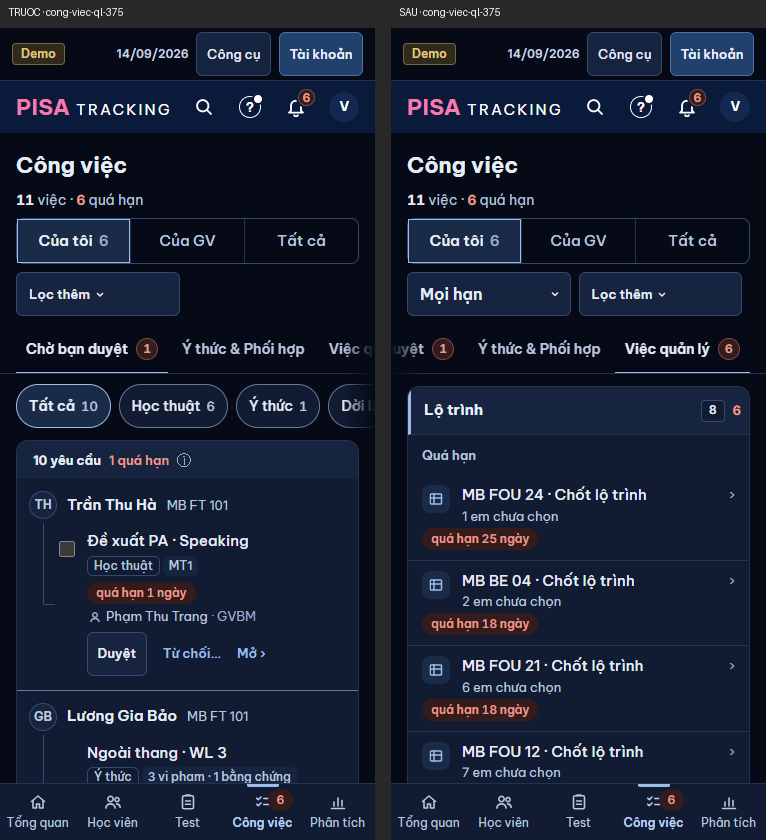 TRUOC · cong-viec-ql-375
Demo 14/09/2026 Công cụ Tài khoản
PISA TRACKING ? 6 V
Công việc
11 việc · 6 quá hạn
Của tôi 6 Của GV Tất cả
Lọc thêm
Chờ bạn duyệt 1 Ý thức & Phối hợp Việc q
Tất cả 10 Học thuật 6 Ý thức 1 Dời l
10 yêu cầu 1 quá hạn
TH Trần Thu Hà MB FT 101
Đề xuất PA · Speaking
Học thuật MT1
quá hạn 1 ngày
Phạm Thu Trang · GVBM
Duyệt Từ chối... Mở ›
GB Lương Gia Bảo MB FT 101
Ngoài thang · WL 3
Ý thức 3 vi phạm · 1 bằng chứng
6
Tổng quan Học viên Test Công việc Phân tích
SAU · cong-viec-ql-375
Demo 14/09/2026 Công cụ Tài khoản
PISA TRACKING ? 6 V
Công việc
11 việc · 6 quá hạn
Của tôi 6 Của GV Tất cả
Mọi hạn Lọc thêm
uyệt 1 Ý thức & Phối hợp Việc quản lý 6
Lộ trình 8 6
Quá hạn
MB FOU 24 · Chốt lộ trình ›
1 em chưa chọn
quá hạn 25 ngày
MB BE 04 · Chốt lộ trình ›
2 em chưa chọn
quá hạn 18 ngày
MB FOU 21 · Chốt lộ trình ›
6 em chưa chọn
quá hạn 18 ngày
MB FOU 12 · Chốt lộ trình ›
7 em chưa chọn
6
Tổng quan Học viên Test Công việc Phân tích